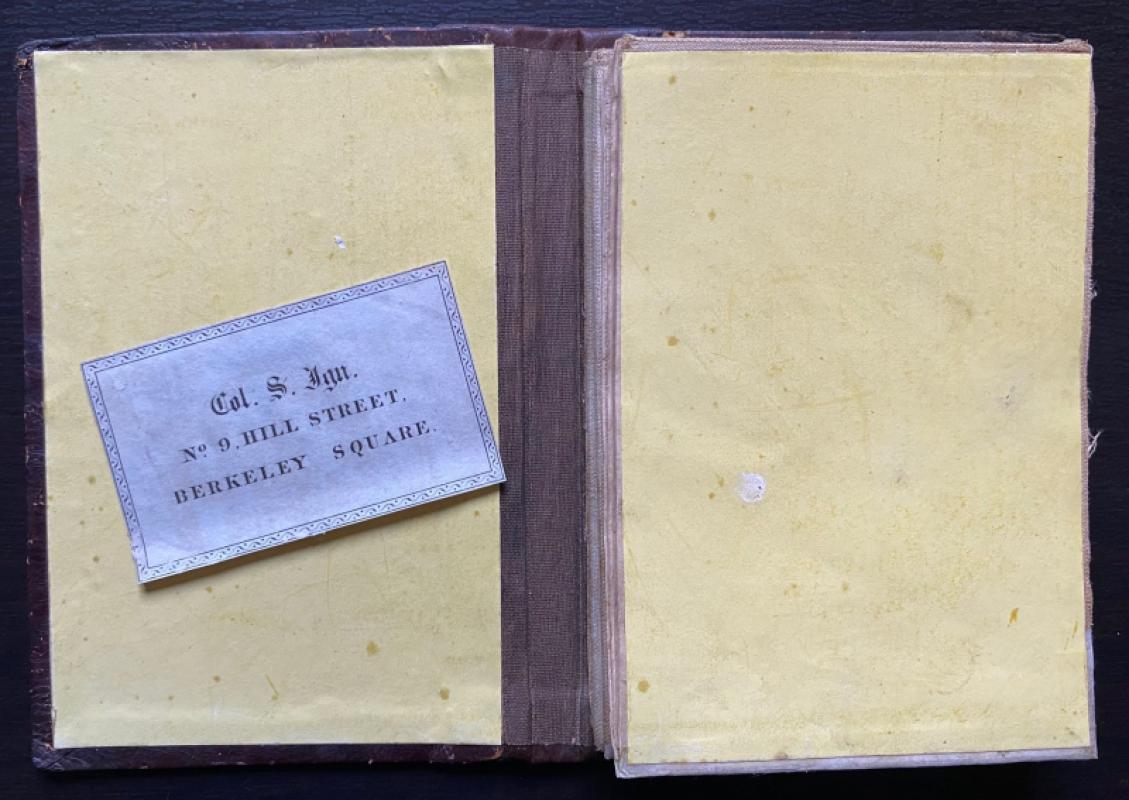 Col. S. Ign.
Nº 9. HILL STREET.
BERKELEY SQUARE.